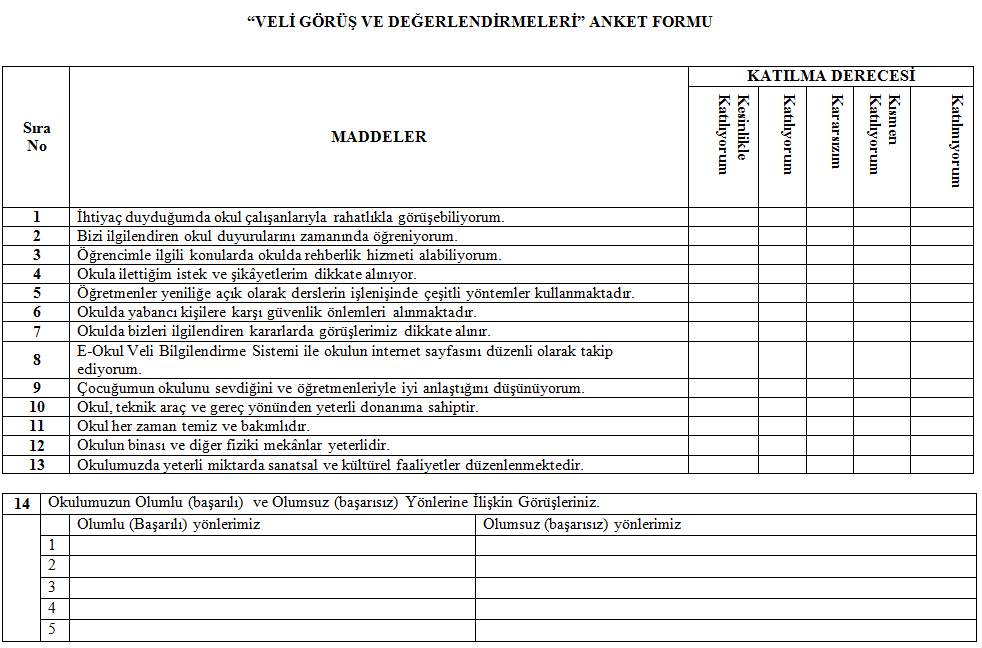 “VELİ GÖRÜŞ VE DEĞERLENDİRMELERİ” ANKET FORMU
Sıra
No
MADDELER
KATILMA DERECESİ
Kesinlikle
Katılıyorum
Katılıyorum
Kararsızım
Kısmen
Katılıyorum
Katılmıyorum
1 İhtiyaç duyduğumda okul çalışanlarıyla rahatlıkla görüşebiliyorum.
2 Bizi ilgilendiren okul duyurularını zamanında öğreniyorum.
3 Öğrencimle ilgili konularda okulda rehberlik hizmeti alabiliyorum.
4 Okula ilettiğim istek ve şikâyetlerim dikkate alınıyor.
5 Öğretmenler yeniliğe açık olarak derslerin işlenişinde çeşitli yöntemler kullanmaktadır.
6 Okulda yabancı kişilere karşı güvenlik önlemleri alınmaktadır.
7 Okulda bizleri ilgilendiren kararlarda görüşlerimiz dikkate alınır.
8 E-Okul Veli Bilgilendirme Sistemi ile okulun internet sayfasını düzenli olarak takip
ediyorum.
9 Çocuğumun okulunu sevdiğini ve öğretmenleriyle iyi anlaştığını düşünüyorum.
10 Okul, teknik araç ve gereç yönünden yeterli donanıma sahiptir.
11 Okul her zaman temiz ve bakımlıdır.
12 Okulun binası ve diğer fiziki mekânlar yeterlidir.
13 Okulumuzda yeterli miktarda sanatsal ve kültürel faaliyetler düzenlenmektedir.
14 Okulumuzun Olumlu (başarılı) ve Olumsuz (başarısız) Yönlerine İlişkin Görüşleriniz.
Olumlu (Başarılı) yönlerimiz Olumsuz (başarısız) yönlerimiz
1
2
3
4
5